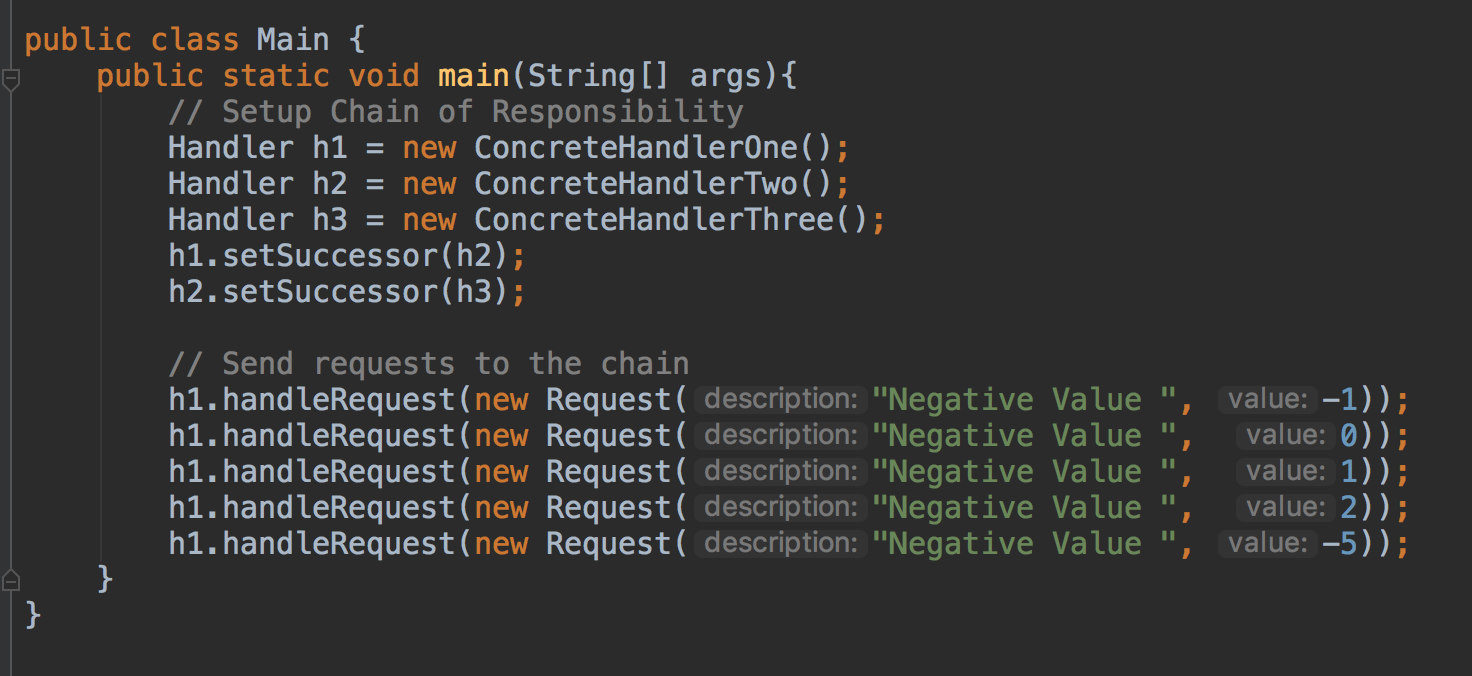 public class Main {
    public static void main(String[] args){
        // Setup Chain of Responsibility
        Handler h1 = new ConcreteHandlerOne();
        Handler h2 = new ConcreteHandlerTwo();
        Handler h3 = new ConcreteHandlerThree();
        h1.setSuccessor(h2);
        h2.setSuccessor(h3);

        // Send requests to the chain
        h1.handleRequest(new Request( description: "Negative Value ", value: -1));
        h1.handleRequest(new Request( description: "Negative Value ", value: 0));
        h1.handleRequest(new Request( description: "Negative Value ", value: 1));
        h1.handleRequest(new Request( description: "Negative Value ", value: 2));
        h1.handleRequest(new Request( description: "Negative Value ", value: -5));
    }
}